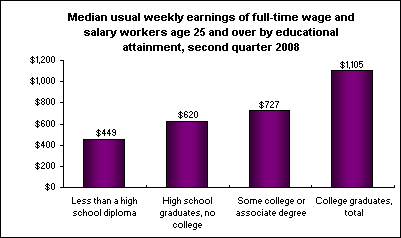 Median usual weekly earnings of full-time wage and
salary workers age 25 and over by educational
attainment, second quarter 2008
$1,200
$1,000
$800
$600
$400
$200
$0
$449
$620
$727
$1,105
Less than a high
school diploma
High school
graduates, no
college
Some college or
associate degree
College graduates,
total